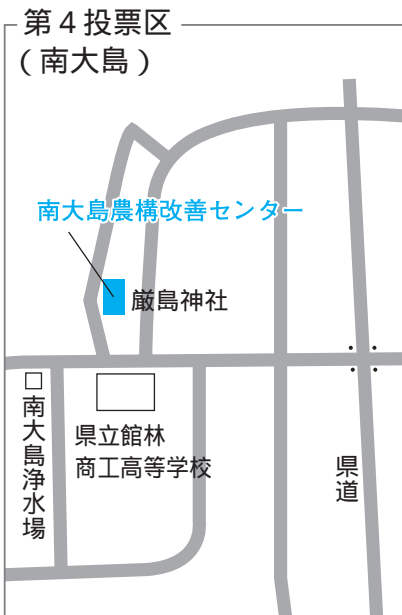 第４投票区
(南大島)
南大島農構改善センター
厳島神社
南大島浄水場
県立館林
商工高等学校
県道